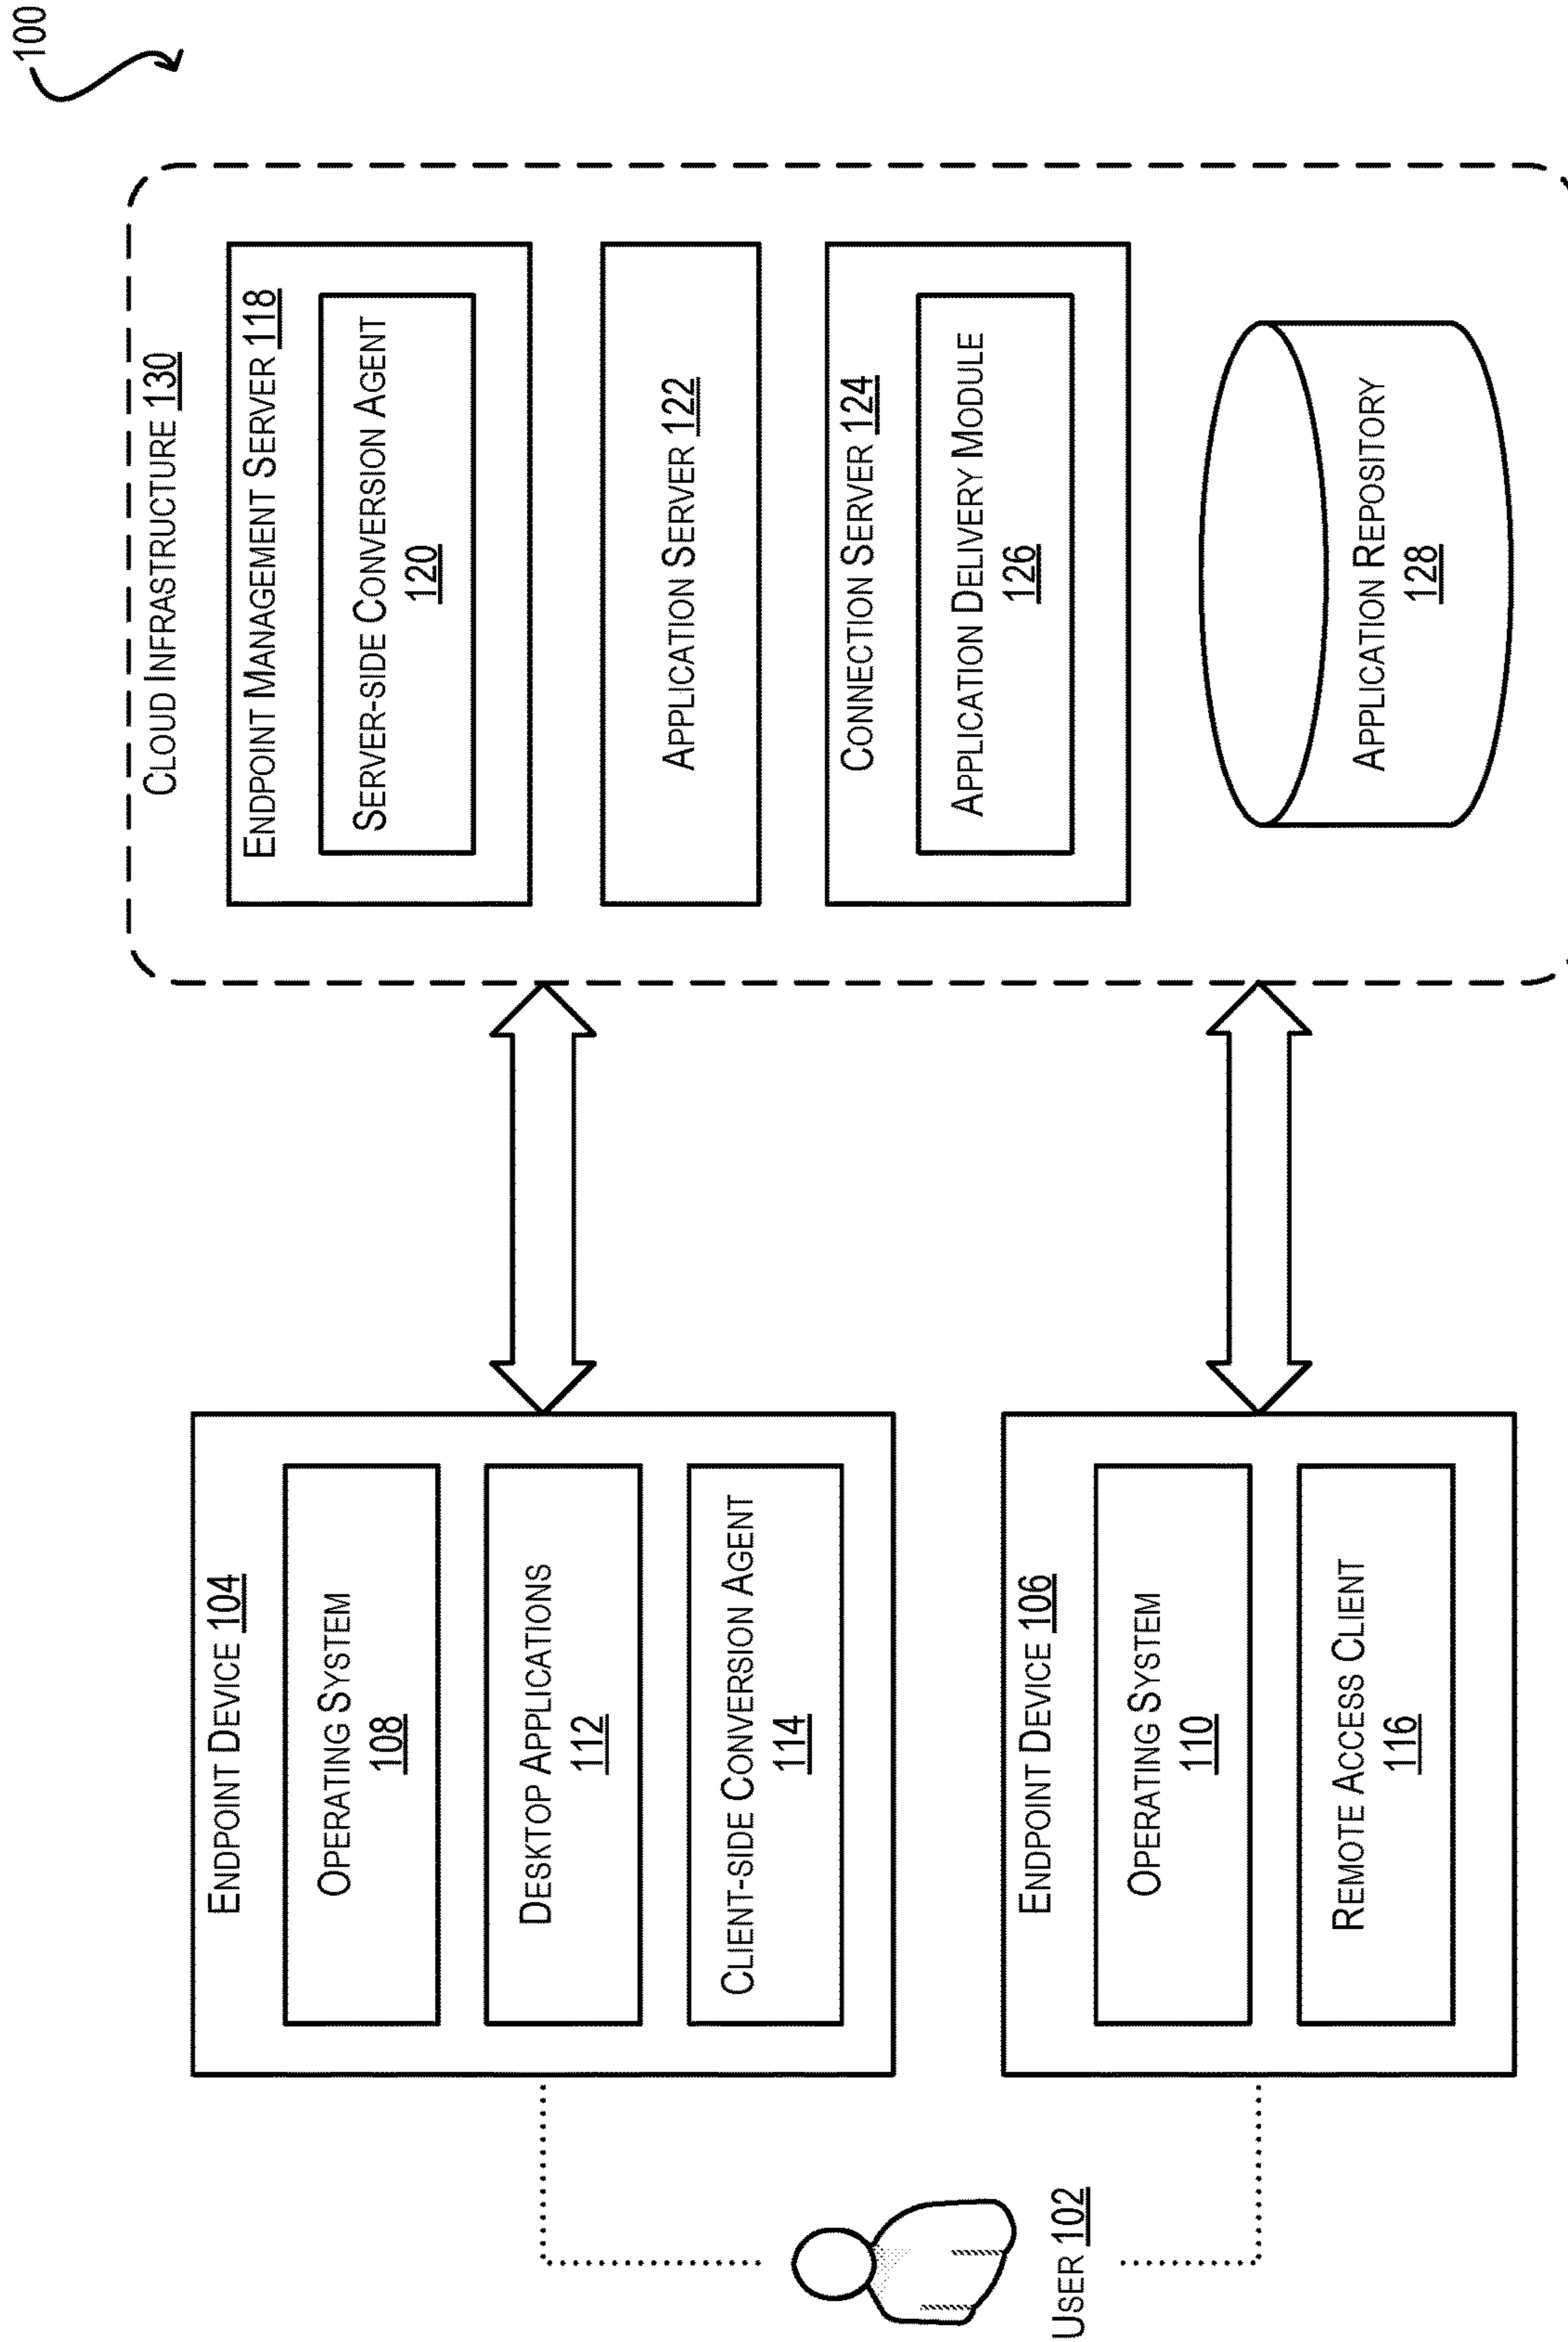 100
USER 102
ENDPOINT DEVICE 104
OPERATING SYSTEM
108
DESKTOP APPLICATIONS
112
CLIENT-SIDE CONVERSION AGENT
114
ENDPOINT DEVICE 106
OPERATING SYSTEM
110
REMOTE ACCESS CLIENT
116
CLOUD INFRASTRUCTURE 130
ENDPOINT MANAGEMENT SERVER 118
SERVER-SIDE CONVERSION AGENT
120
APPLICATION SERVER 122
CONNECTION SERVER 124
APPLICATION DELIVERY MODULE
126
APPLICATION REPOSITORY
128